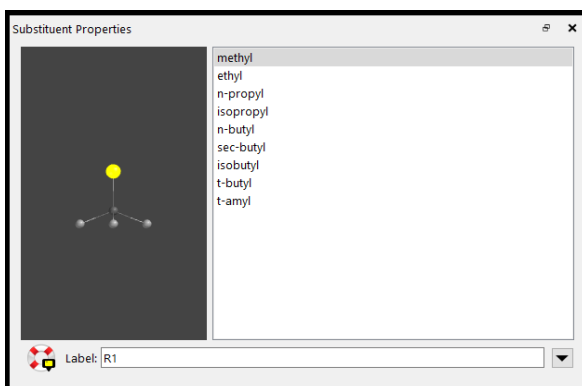 Substituent Properties
methyl
ethyl
n-propyl
isopropyl
n-butyl
sec-butyl
isobutyl
t-butyl
t-amyl
Label: R1